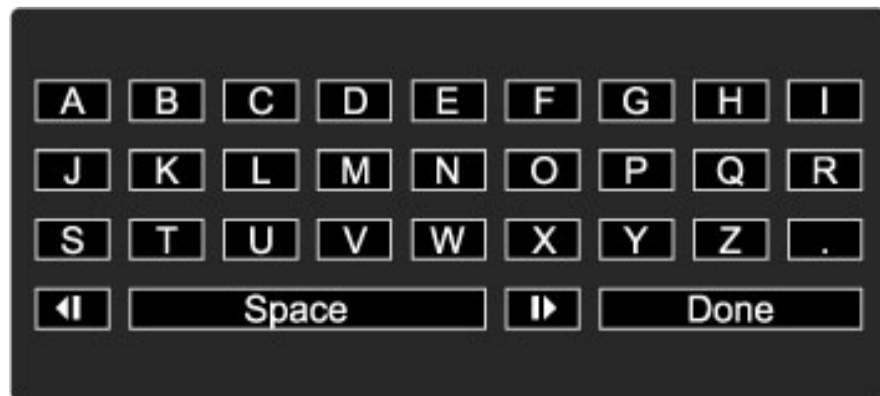 A B C D E F G H I
J K L M N O P Q R
S T U V W X Y Z .
Space Done